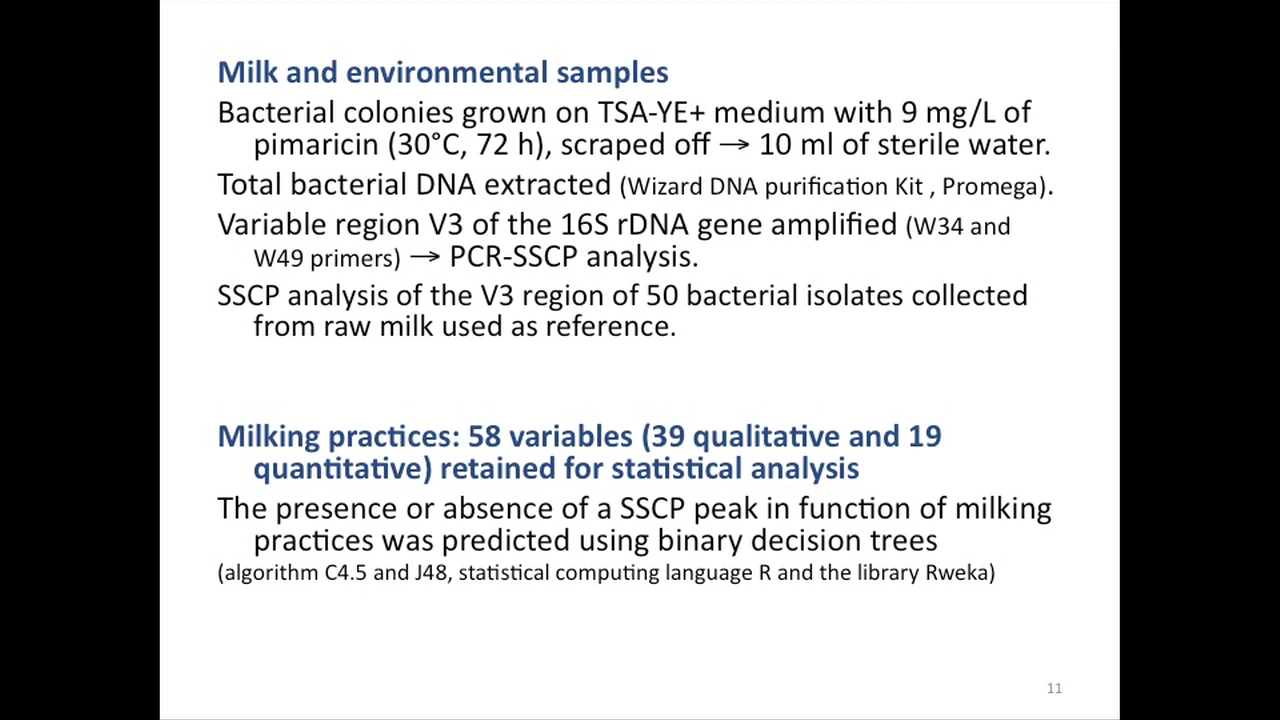 Milk and environmental samples
Bacterial colonies grown on TSA-YE+ medium with 9 mg/L of
pimaricin (30°C, 72 h), scraped off → 10 ml of sterile water.
Total bacterial DNA extracted (Wizard DNA purification Kit , Promega).
Variable region V3 of the 16S rDNA gene amplified (W34 and
W49 primers) → PCR-SSCP analysis.
SSCP analysis of the V3 region of 50 bacterial isolates collected
from raw milk used as reference.
Milking practices: 58 variables (39 qualitative and 19
quantitative) retained for statistical analysis
The presence or absence of a SSCP peak in function of milking
practices was predicted using binary decision trees
(algorithm C4.5 and J48, statistical computing language R and the library Rweka)
11